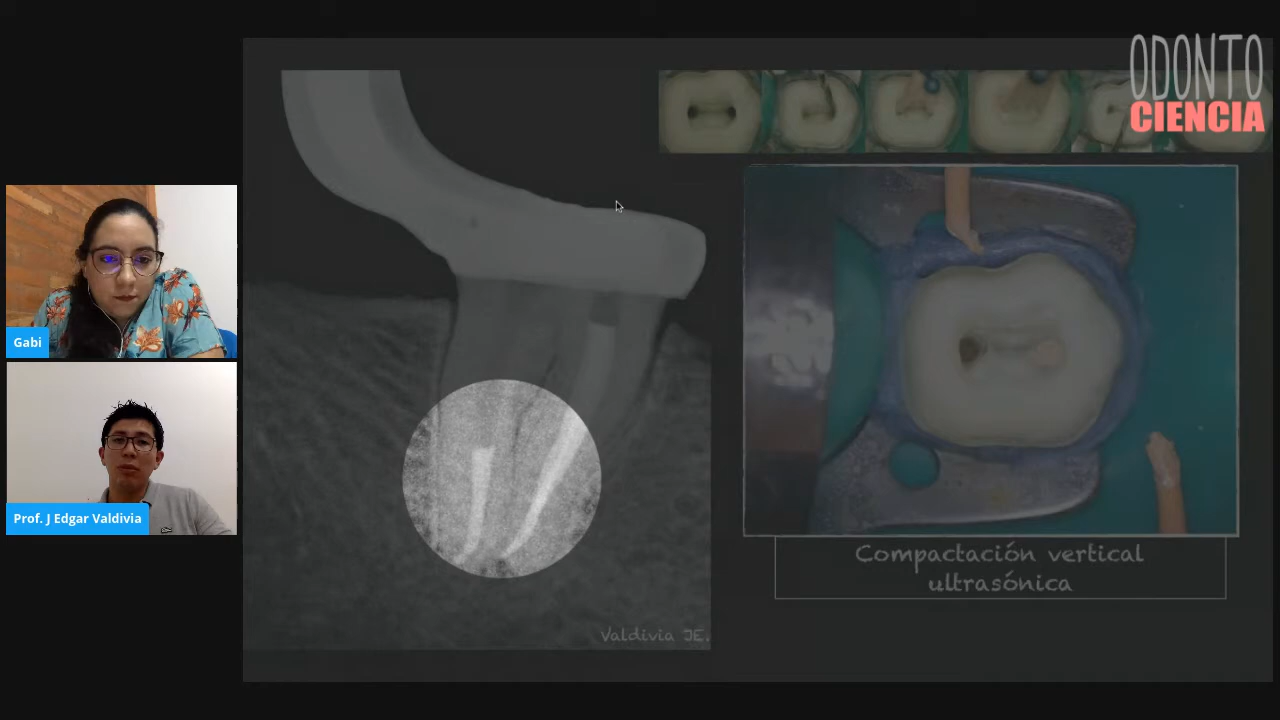 ODONTO
CIENCIA
Gabi
Prof. J Edgar Valdivia
Compactación vertical
ultrasónica
Valdivia JE.